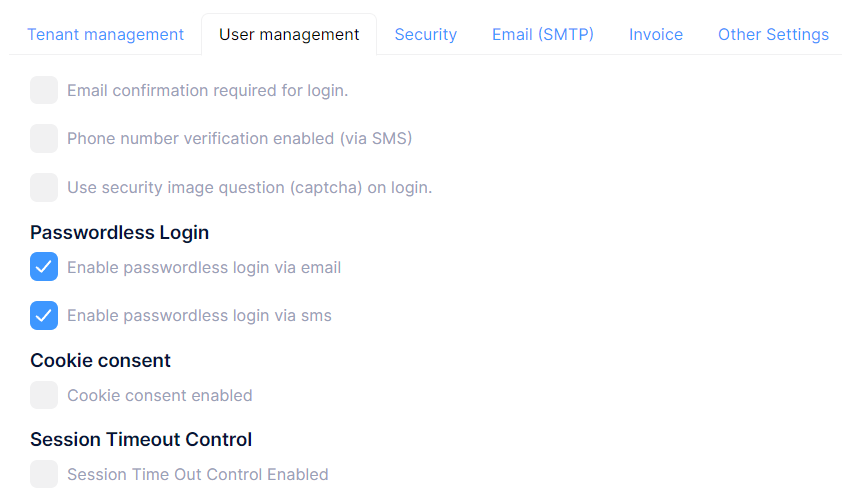 Tenant management User management Security Email (SMTP) Invoice Other Settings
Email confirmation required for login.
Phone number verification enabled (via SMS)
Use security image question (captcha) on login.
Passwordless Login
Enable passwordless login via email
Enable passwordless login via sms
Cookie consent
Cookie consent enabled
Session Timeout Control
Session Time Out Control Enabled